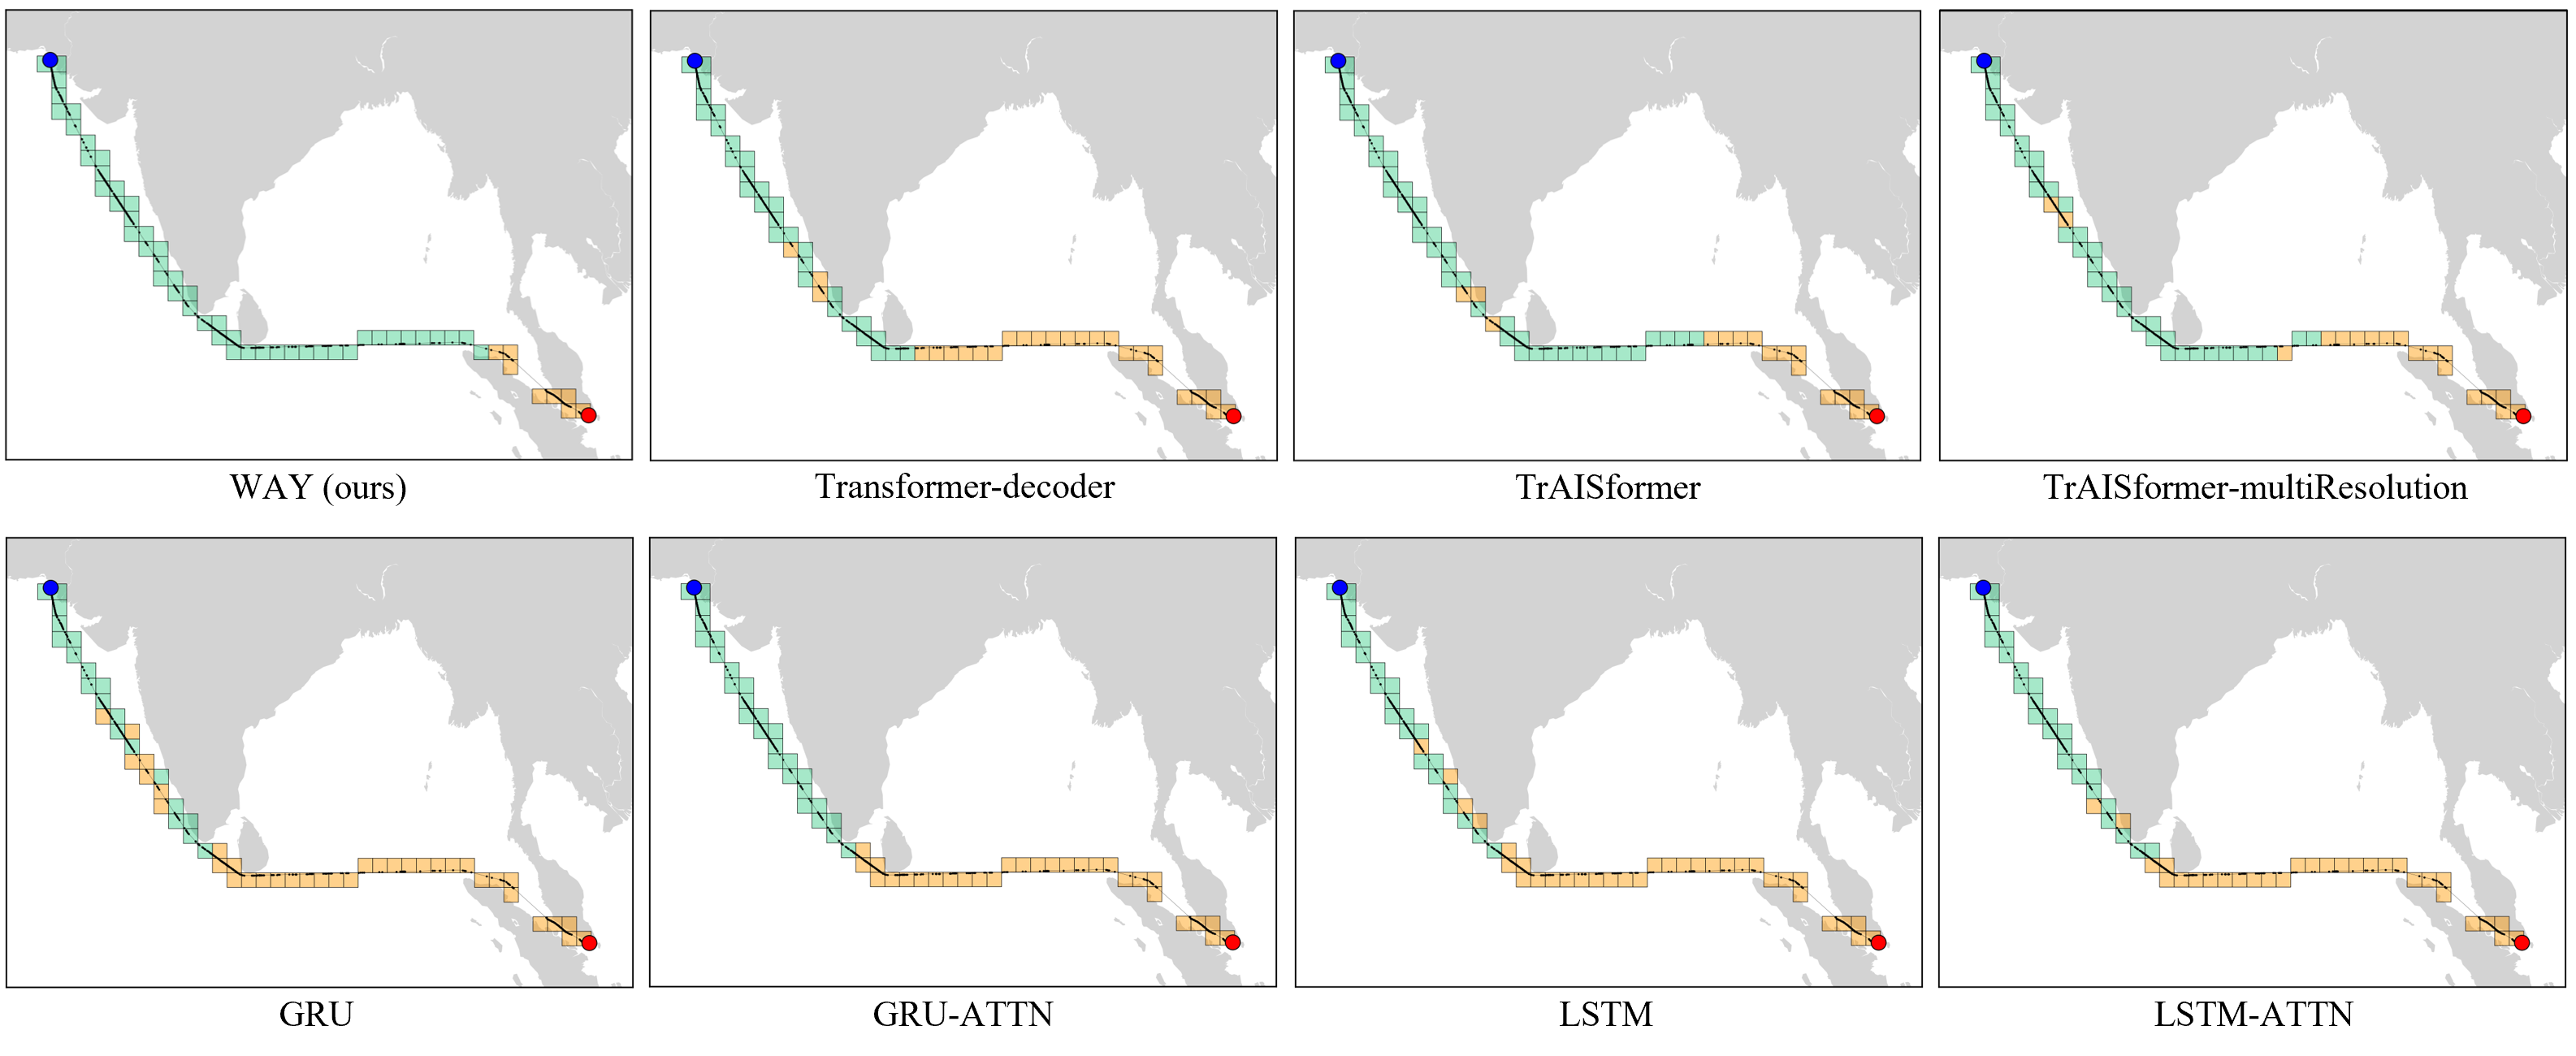 WAY (ours)
Transformer-decoder
TrAISformer
TrAISformer-multiResolution
GRU
GRU-ATTN
LSTM
LSTM-ATTN